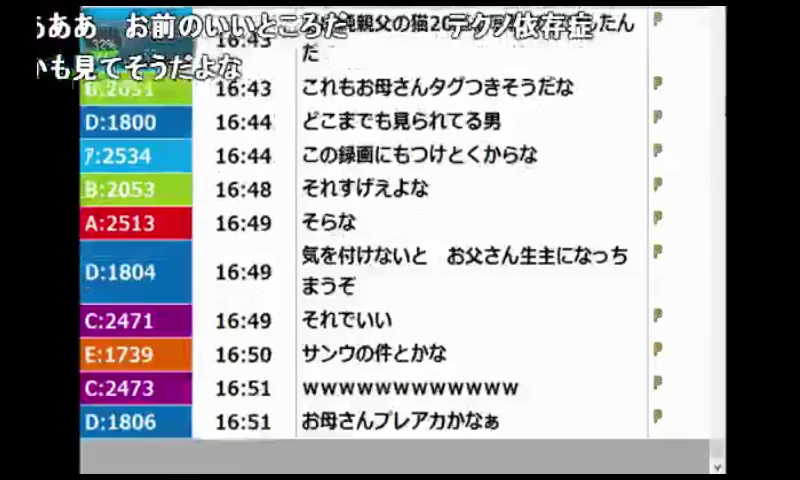 あああ お前のいいところだ テクノ依存症
かも見てそうだよな
32%
16:43
だ
B:2051 16:43 これもお母さんタグつきそうだな P
D:1800 16:44 どこまでも見られてる男 P
7:2534 16:44 この録画にもつけとくからな P
B:2053 16:48 それすげえよな P
A:2513 16:49 そらな P
D:1804 16:49 気を付けないと お父さん生主になっち P
まうぞ
C:2471 16:49 それでいい P
E:1739 16:50 サンウの件とかな P
C:2473 16:51 wwwwwwwwwwwww P
D:1806 16:51 お母さんプレアカかなぁ P